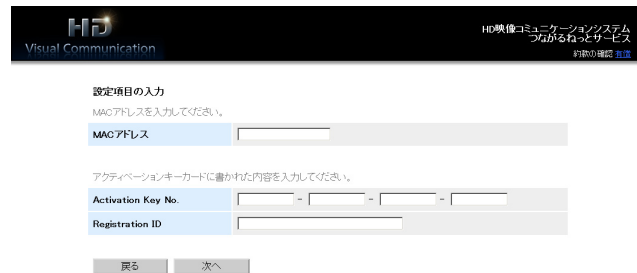 HD
Visual Communication
HD映像コミュニケーションシステム
つながるねっとサービス
約款の確認 有償
設定項目の入力
MACアドレスを入力してください。
MACアドレス
アクティベーションキーカードに書かれた内容を入力してください。
Activation Key No. - - -
Registration ID
戻る 次へ